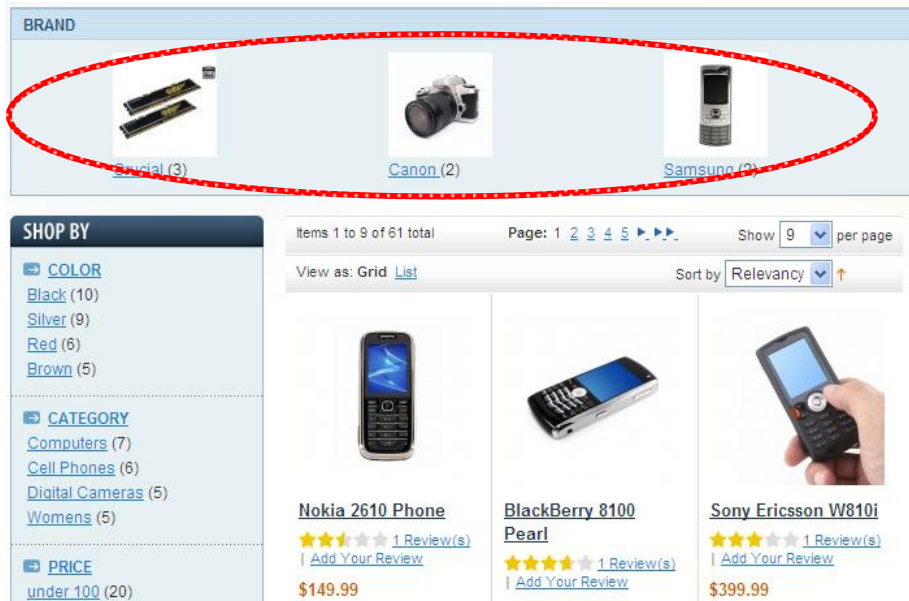 BRAND
Crucial (3)
Canon (2)
Samsung (2)
SHOP BY
COLOR
Black (10)
Silver (9)
Red (6)
Brown (5)
CATEGORY
Computers (7)
Cell Phones (6)
Digital Cameras (5)
Womens (5)
PRICE
under 100 (20)
Items 1 to 9 of 61 total Page: 1 2 3 4 5 Show 9 per page
View as: Grid List Sort by Relevancy
Nokia 2610 Phone
1 Review(s)
| Add Your Review
$149.99
BlackBerry 8100
Pearl
1 Review(s)
| Add Your Review
Sony Ericsson W810i
1 Review(s)
| Add Your Review
$399.99